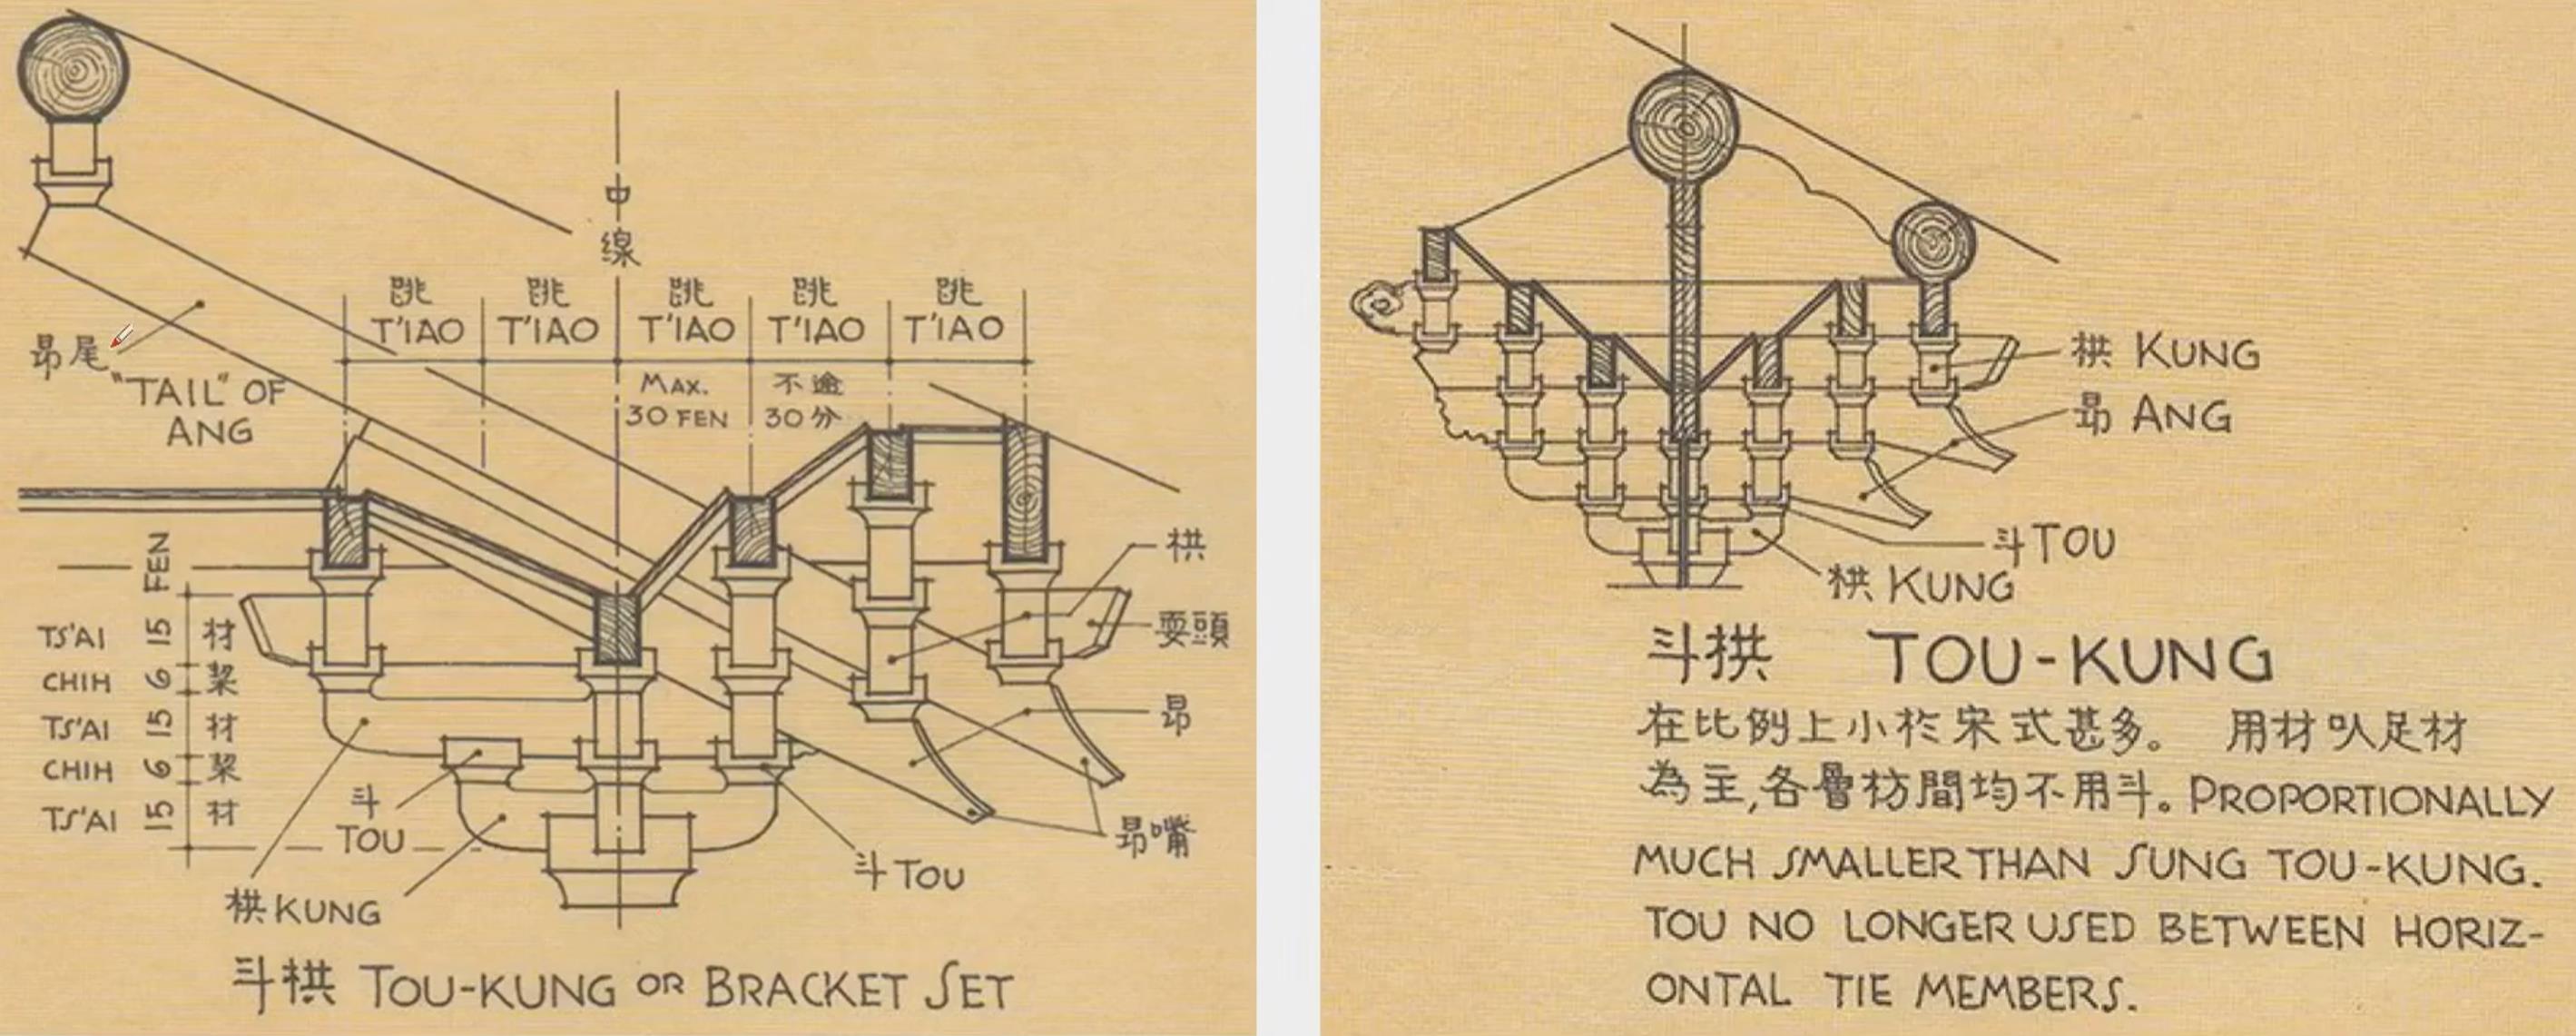 中
線
跳 跳 跳 跳 跳
T'IAO T'IAO T'IAO T'IAO T'IAO
MAX. 不逾
30 FEN 30分
昂尾
"TAIL" OF
ANG
FEN
TS'AI 15 材
CHIH 6 栔
TS'AI 15 材
CHIH 6 栔
TS'AI 15 材
栱
耍頭
昂
昂嘴
斗
TOU
斗 TOU
栱 KUNG
斗栱 TOU-KUNG OR BRACKET SET
栱 KUNG
昂 ANG
斗 TOU
栱 KUNG
斗栱 TOU-KUNG
在比例上小於宋式甚多。 用材以足材
為主,各層枋間均不用斗。PROPORTIONALLY
MUCH SMALLER THAN SUNG TOU-KUNG.
TOU NO LONGER USED BETWEEN HORIZ-
ONTAL TIE MEMBERS.